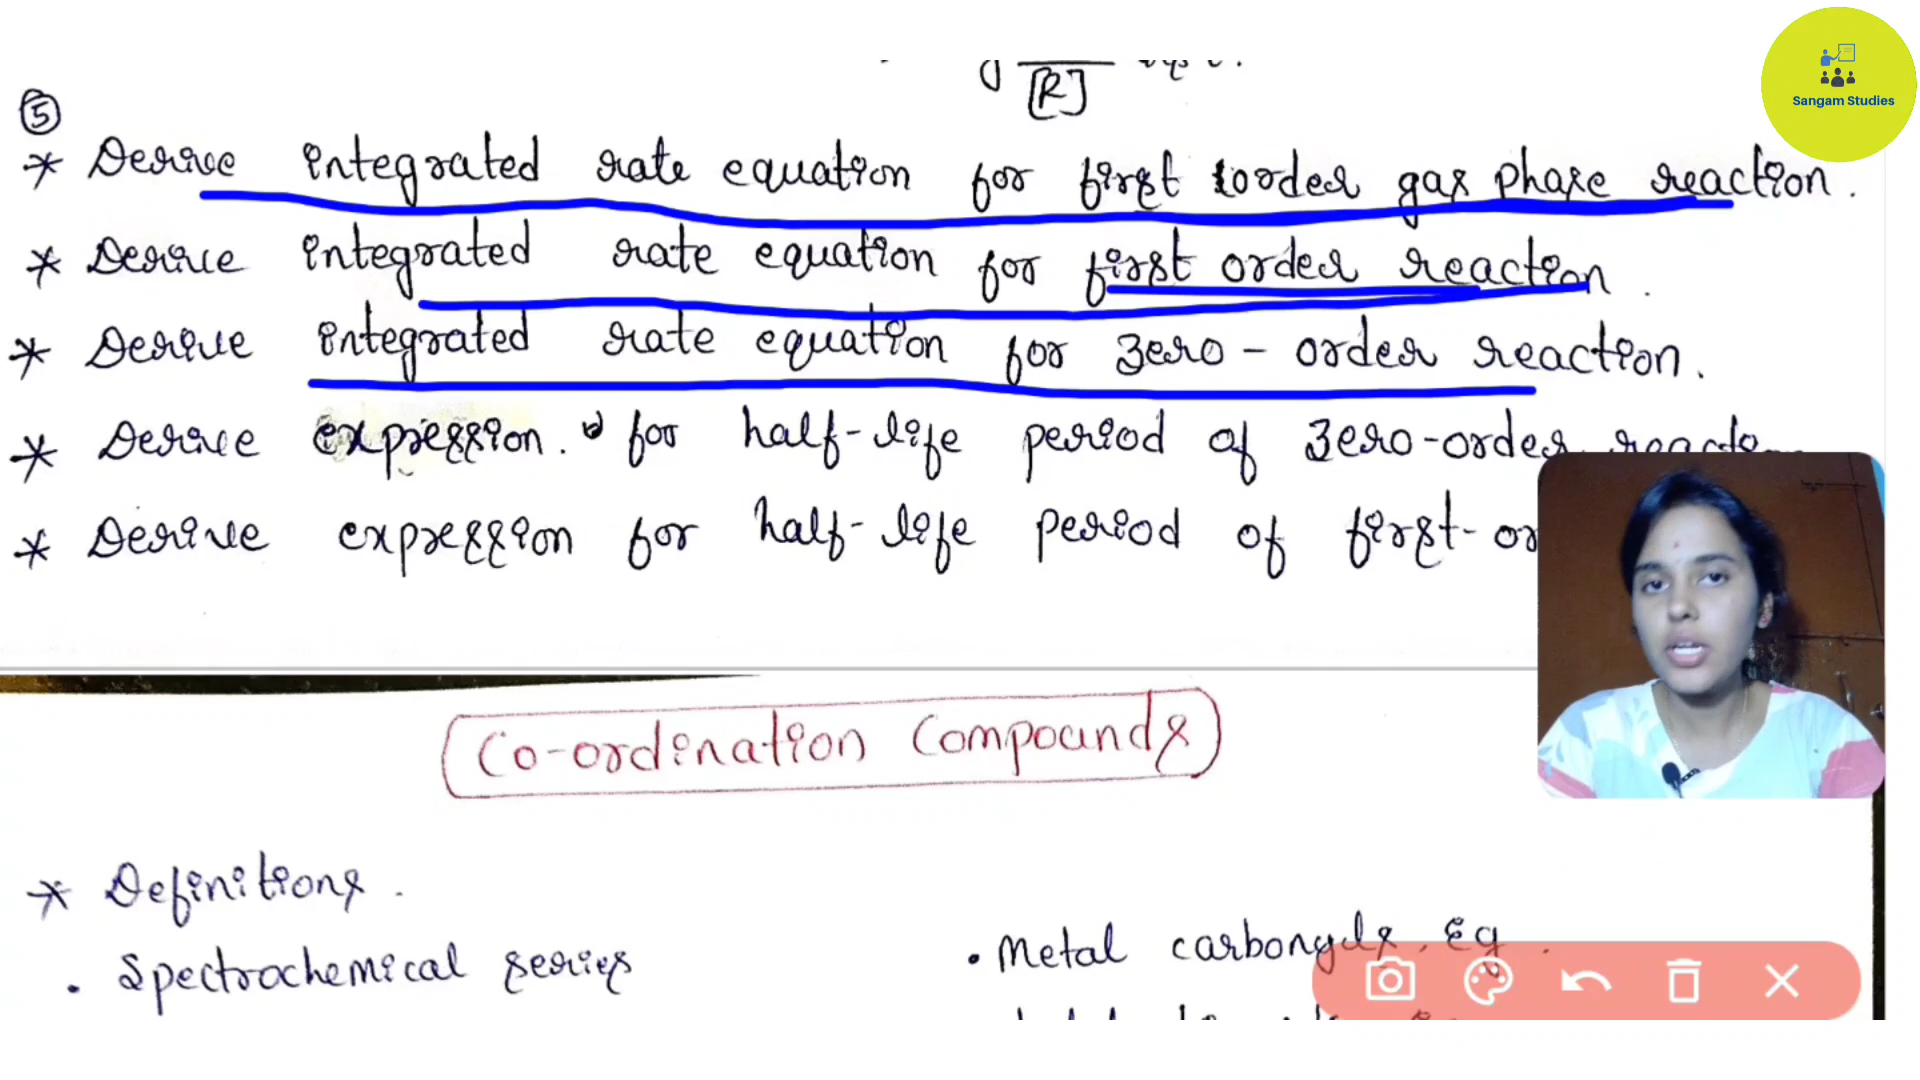 [R]
Sangam Studies
5
* Derive integrated rate equation for first order gas phase reaction.
* Derive integrated rate equation for first order reaction.
* Derive integrated rate equation for zero-order reaction.
* Derive expression. for half-life period of zero-order
* Derive expression for half-life period of first-or
Co-ordination Compounds
* Definitions.
• Spectrochemical series
• Metal carbonyls. Eg.